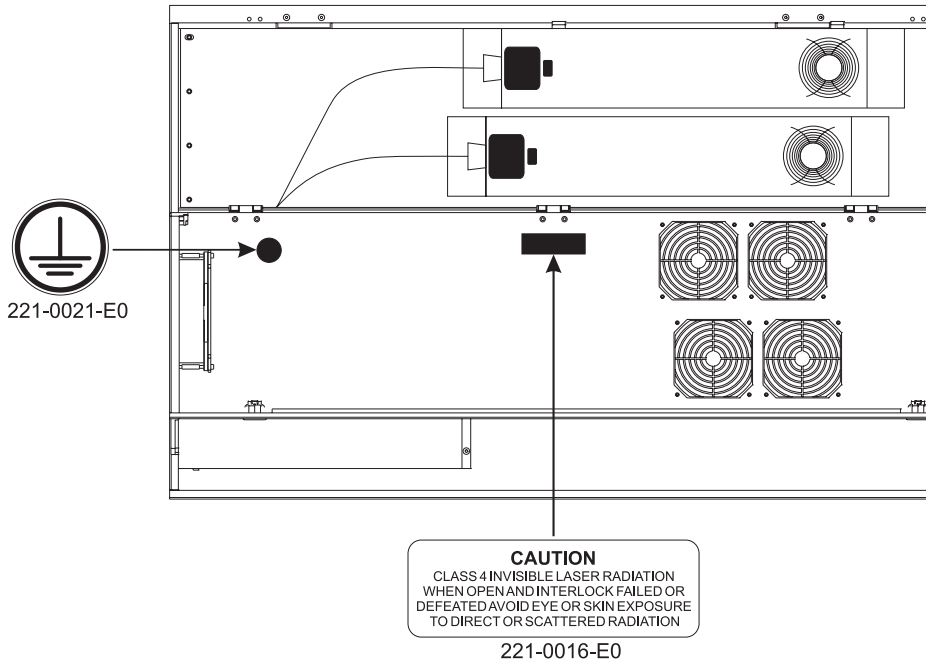 221-0021-E0
CAUTION
CLASS 4 INVISIBLE LASER RADIATION
WHEN OPEN AND INTERLOCK FAILED OR
DEFEATED AVOID EYE OR SKIN EXPOSURE
TO DIRECT OR SCATTERED RADIATION
221-0016-E0